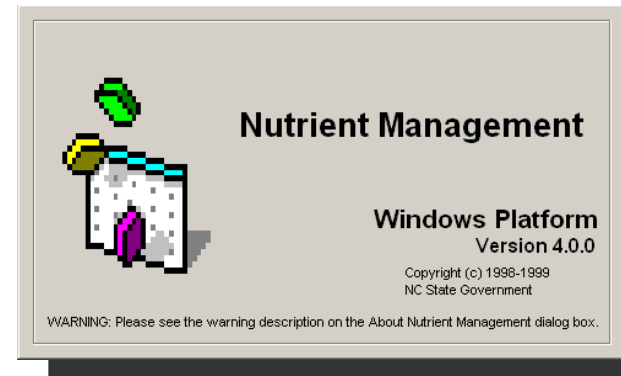 Nutrient Management
Windows Platform
Version 4.0.0
Copyright (c) 1998-1999
NC State Government
WARNING: Please see the warning description on the About Nutrient Management dialog box.